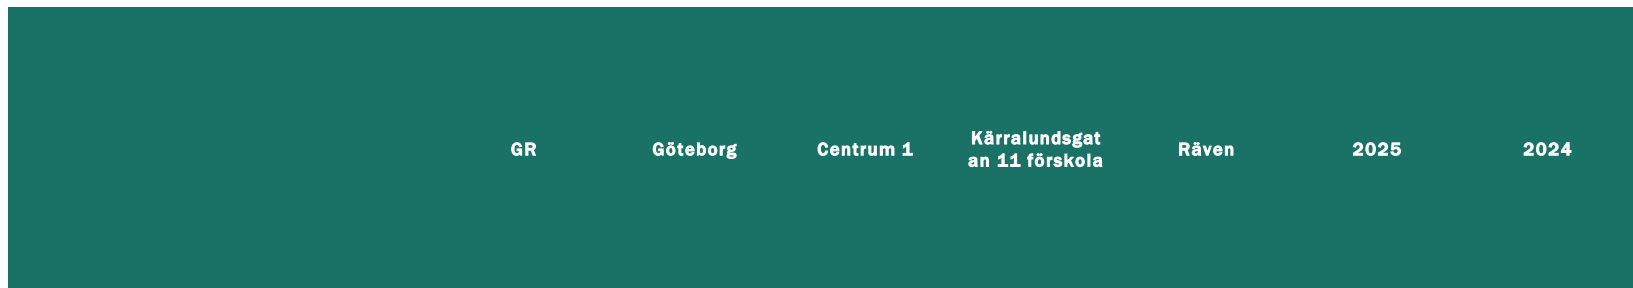 GR Göteborg Centrum 1 Kärralundsgat Räven 2025 2024
an 11 förskola